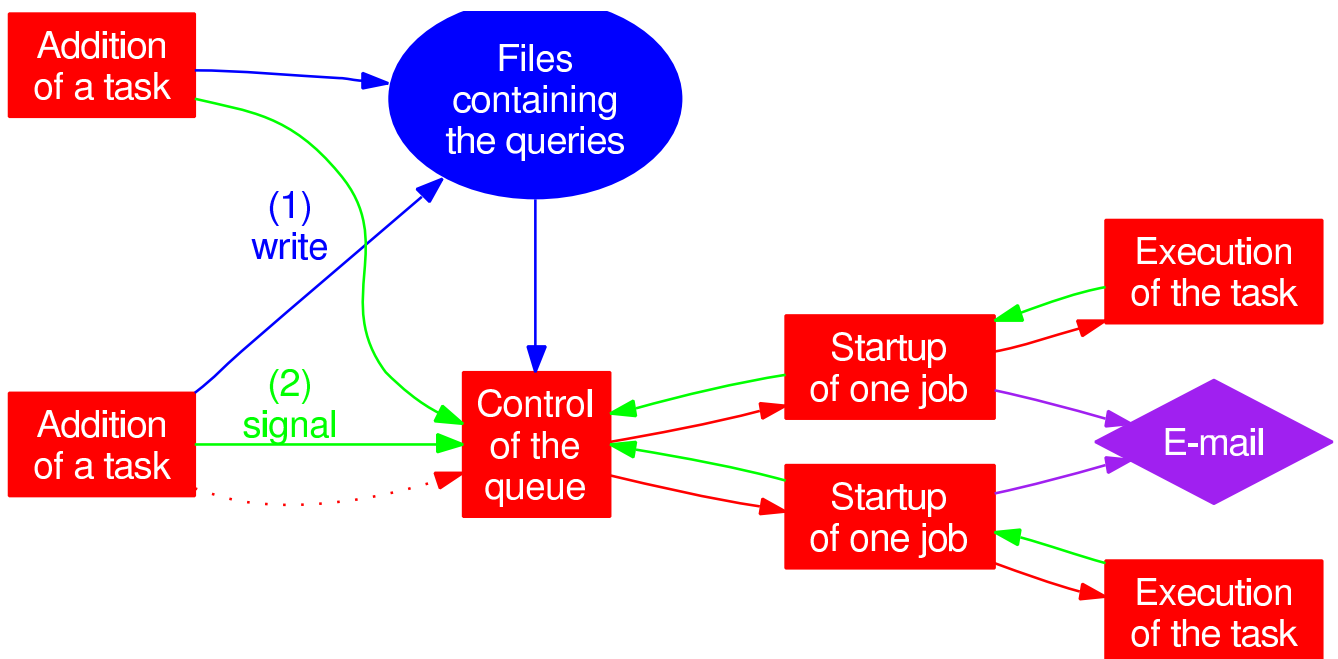 Addition
of a task
Files
containing
the queries
(1)
write
Addition
of a task
(2)
signal
Control
of the
queue
Startup
of one job
Startup
of one job
Execution
of the task
E-mail
Execution
of the task